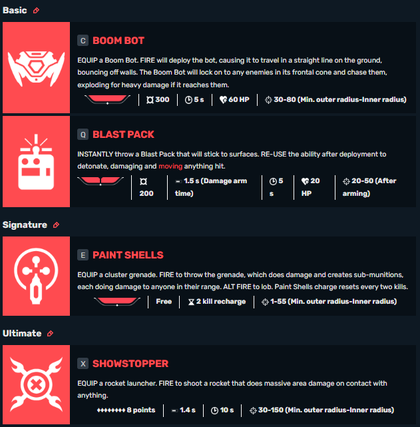 Basic
C BOOM BOT
EQUIP a Boom Bot. FIRE will deploy the bot, causing it to travel in a straight line on the ground,
bouncing off walls. The Boom Bot will lock on to any enemies in its frontal cone and chase them,
exploding for heavy damage if it reaches them.
300 5 s 60 HP 30-80 (Min. outer radius-Inner radius)
Q BLAST PACK
INSTANTLY throw a Blast Pack that will stick to surfaces. RE-USE the ability after deployment to
detonate, damaging and moving anything hit.
200 1.5 s (Damage arm time) 5 s 20 HP 20-50 (After arming)
Signature
E PAINT SHELLS
EQUIP a cluster grenade. FIRE to throw the grenade, which does damage and creates sub-munitions,
each doing damage to anyone in their range. ALT FIRE to lob. Paint Shells charge resets every two kills.
Free 2 kill recharge 1-55 (Min. outer radius-Inner radius)
Ultimate
X SHOWSTOPPER
EQUIP a rocket launcher. FIRE to shoot a rocket that does massive area damage on contact with
anything.
8 points 1.4 s 10 s 30-150 (Min. outer radius-Inner radius)